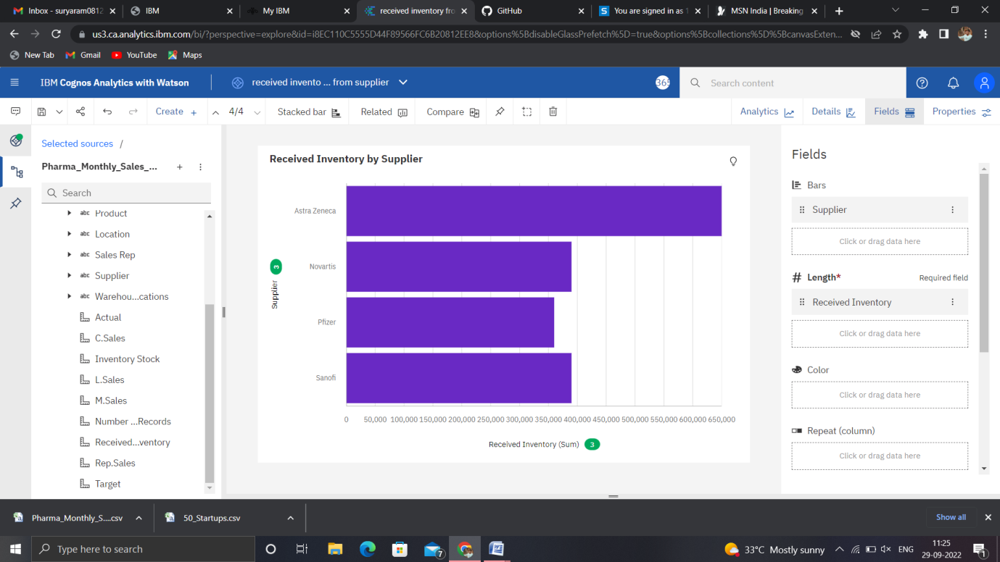 Inbox - suryaram0812
IBM
My IBM
received inventory fro
GitHub
You are signed in as 1
MSN India | Breaking
us3.ca.analytics.ibm.com/bi/?perspective=explore&id=i8EC110C5555D44F89566FC6B20812EE8&options%5BdisableGlassPrefetch%5D=true&options%5Bcollections%5D%5BcanvasExten...
New Tab
Gmail
YouTube
Maps
IBM Cognos Analytics with Watson
received invento ... from supplier
365
Search content
Create +
4/4
Stacked bar
Related
Compare
Analytics
Details
Fields
Properties
Selected sources /
Pharma_Monthly_Sales_...
Search
abc Product
abc Location
abc Sales Rep
abc Supplier
abc Warehou...cations
Actual
C.Sales
Inventory Stock
L.Sales
M.Sales
Number ...Records
Received...ventory
Rep.Sales
Target
Received Inventory by Supplier
Supplier 3
Astra Zeneca
Novartis
Pfizer
Sanofi
0 50,000 100,000 150,000 200,000 250,000 300,000 350,000 400,000 450,000 500,000 550,000 600,000 650,000
Received Inventory (Sum) 3
Fields
Bars
Supplier
Click or drag data here
# Length* Required field
Received Inventory
Click or drag data here
Color
Click or drag data here
Repeat (column)
Click or drag data here
Pharma_Monthly_S....csv
50_Startups.csv
Show all
Type here to search
7
33°C Mostly sunny
ENG
11:25
29-09-2022
1